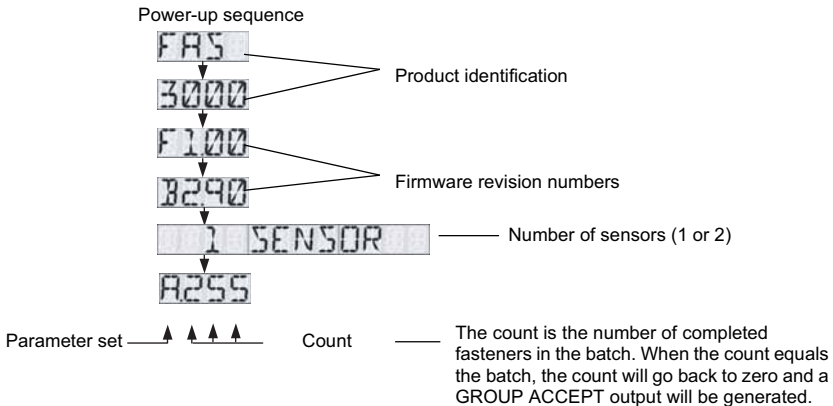 Power-up sequence
FAS
Product identification
3000
F1.00
Firmware revision numbers
B2.90
1 SENSOR
Number of sensors (1 or 2)
A.255
Parameter set
Count
The count is the number of completed
fasteners in the batch. When the count equals
the batch, the count will go back to zero and a
GROUP ACCEPT output will be generated.